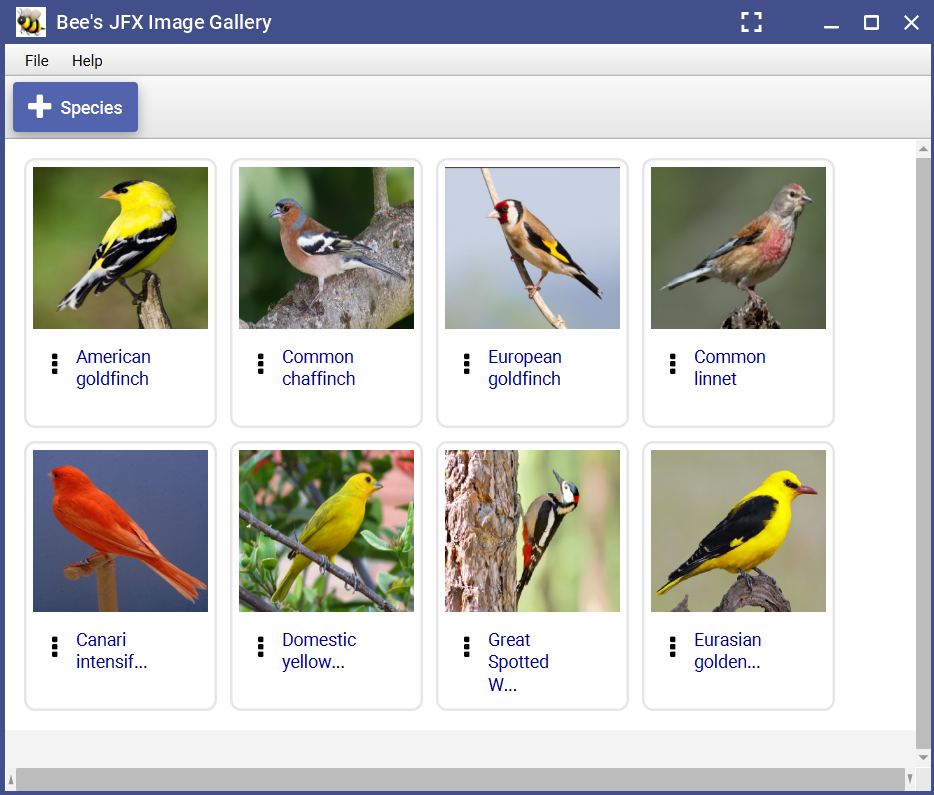 Bee's JFX Image Gallery
File Help
Species
American
goldfinch
Common
chaffinch
European
goldfinch
Common
linnet
Canari
intensif...
Domestic
yellow...
Great
Spotted
W...
Eurasian
golden...